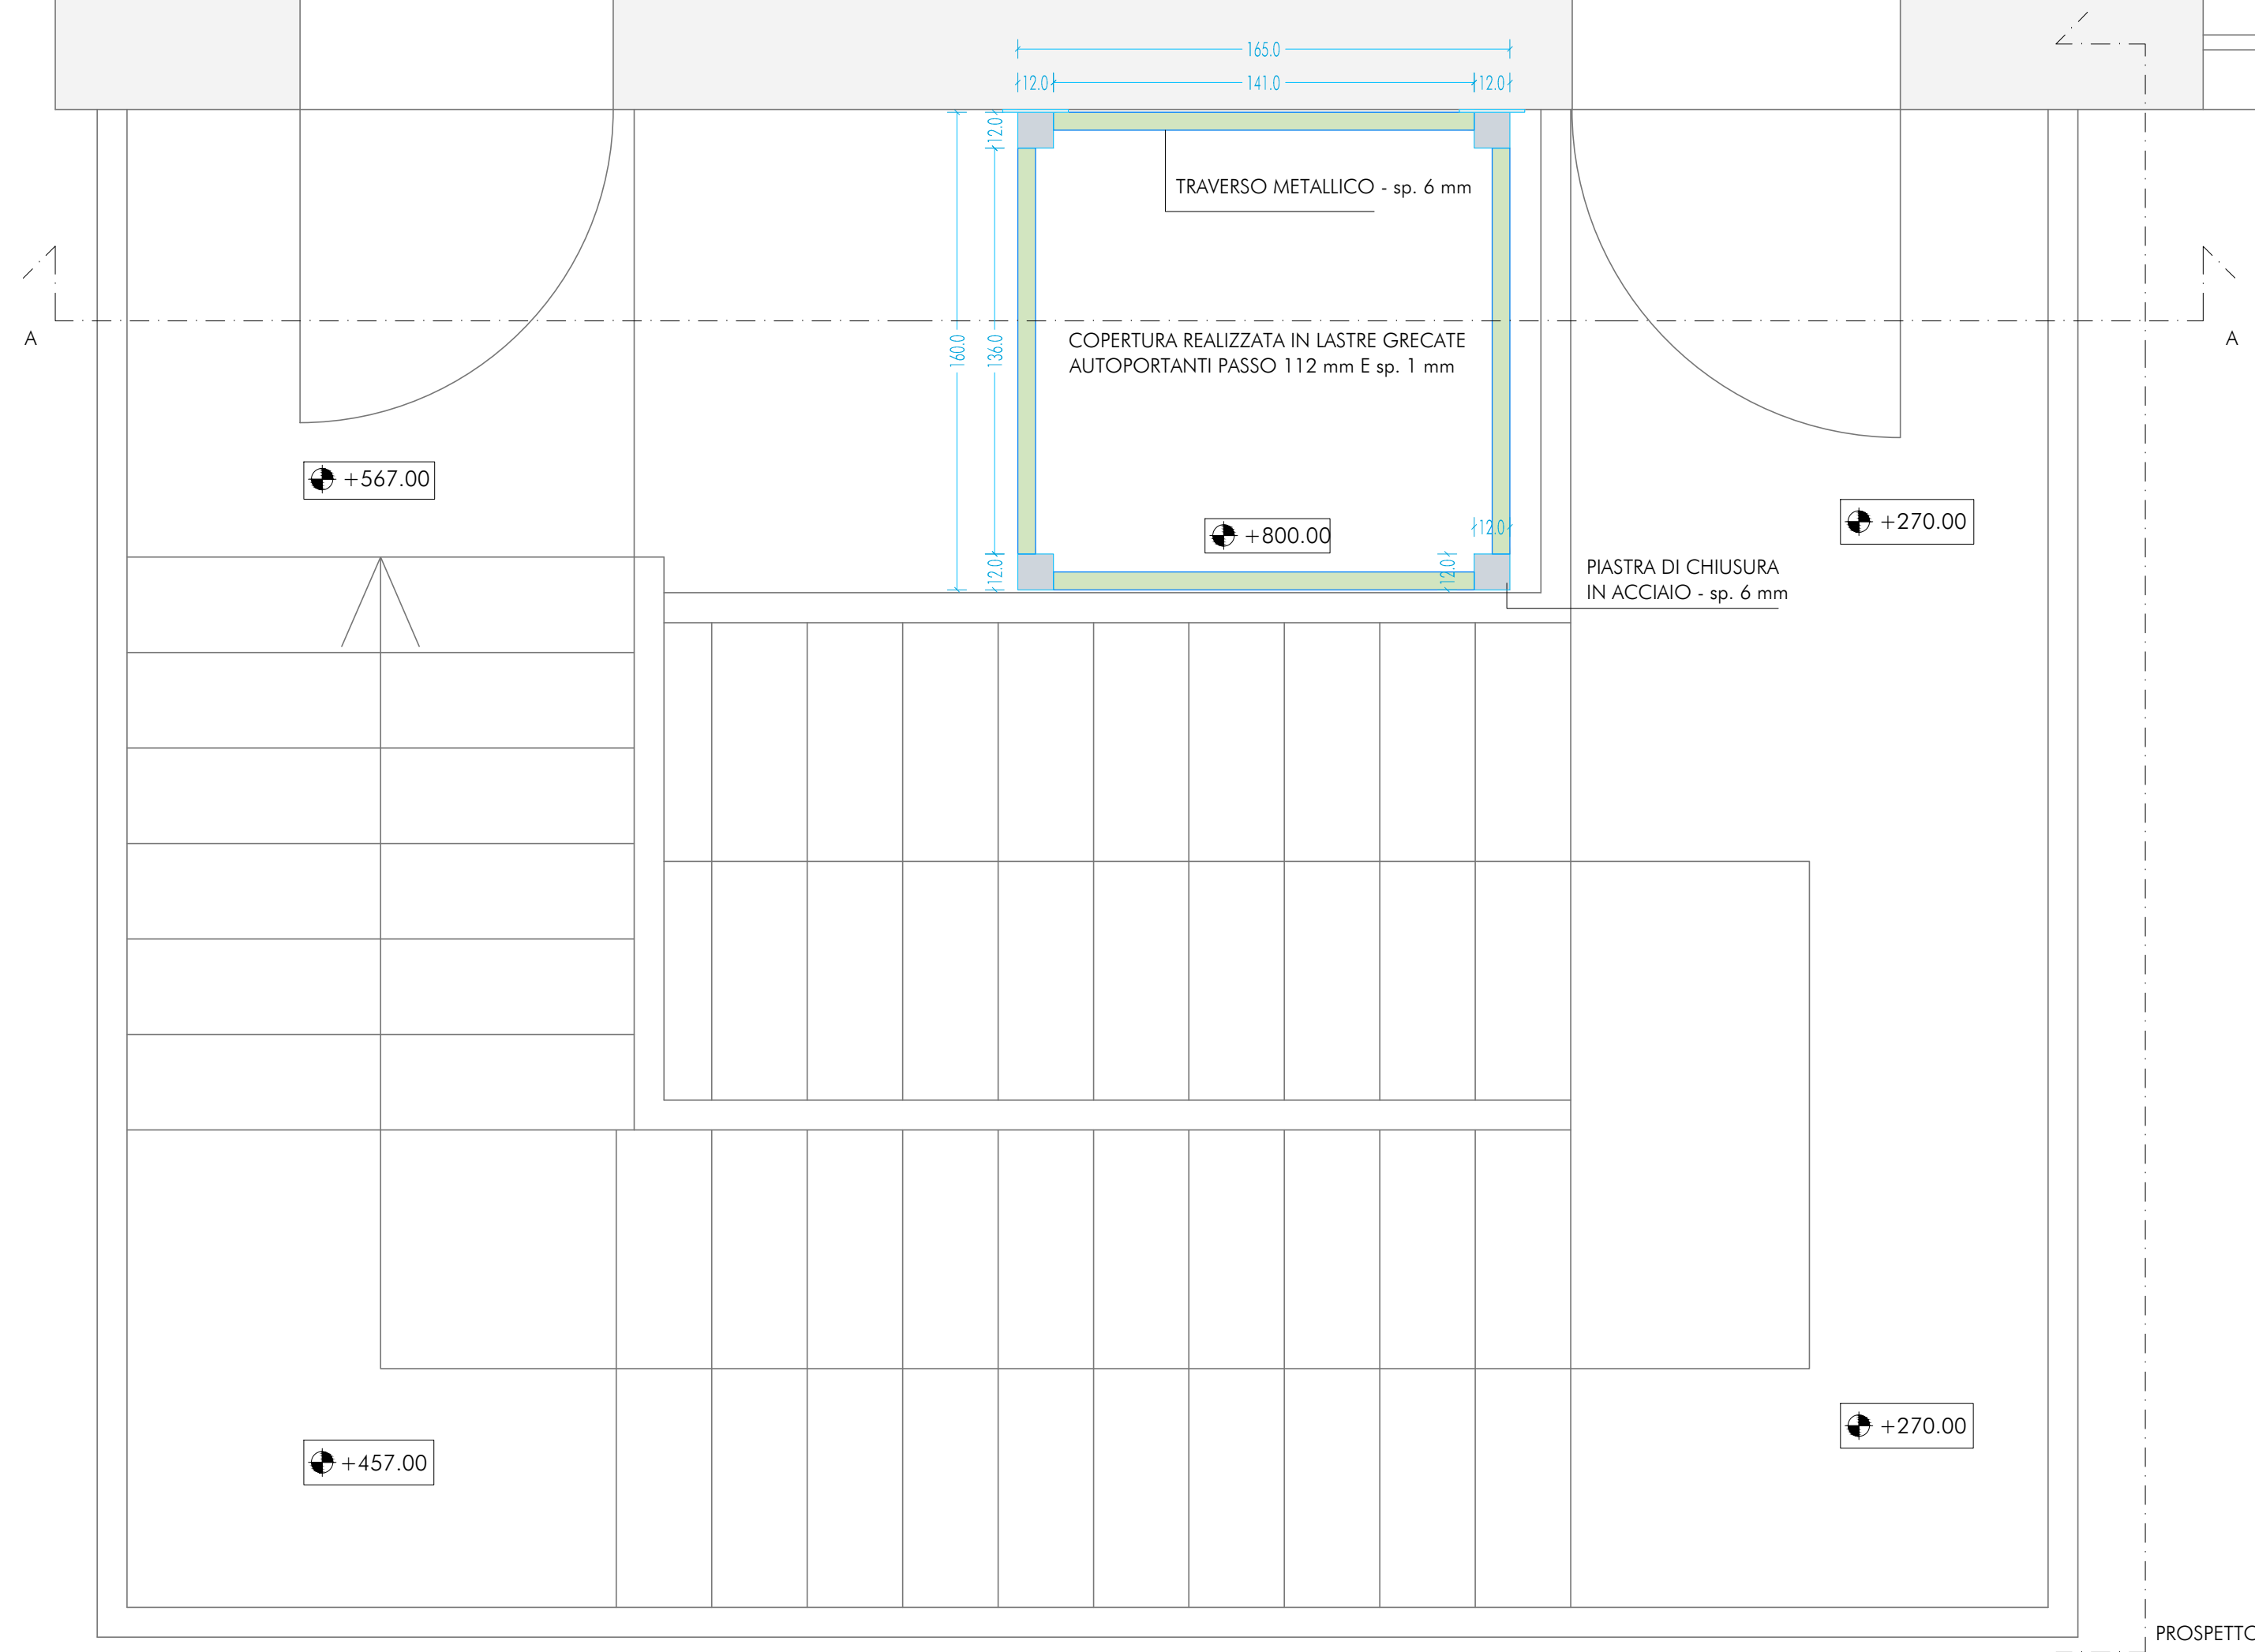 165.0
12.0
141.0
12.0
12.0
TRAVERSO METALLICO - sp. 6 mm
160.0
136.0
COPERTURA REALIZZATA IN LASTRE GRECATE
AUTOPORTANTI PASSO 112 mm E sp. 1 mm
A
A
+567.00
+800.00
12.0
+270.00
12.0
12.0
PIASTRA DI CHIUSURA
IN ACCIAIO - sp. 6 mm
+457.00
+270.00
PROSPETTO